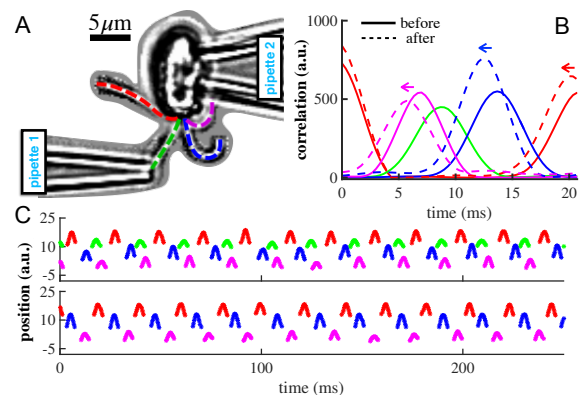 A
5μm
pipette 1
pipette 2
B
correlation (a.u.)
1000
500
0
before
after
0 5 10 15 20
time (ms)
C
position (a.u.)
25
10
-5
25
10
-5
0 100 200
time (ms)